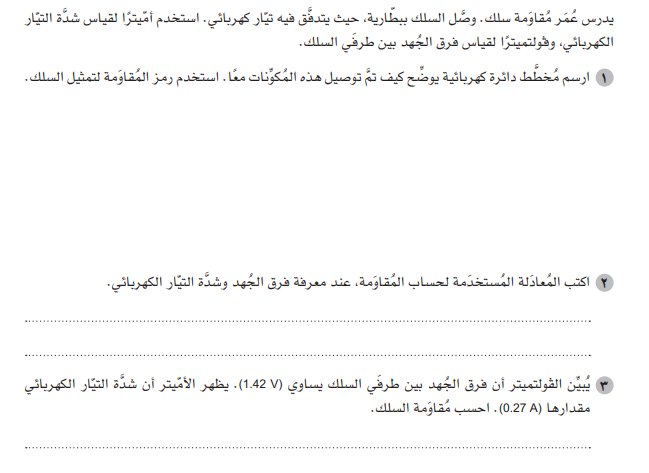 يدرس عُمَر مُقاوَمة سلك. وصَّل السلك ببطّارية، حيث يتدفَّق فيه تيّار كهربائي. استخدم أمّيترًا لقياس شدَّة التيّار
الكهربائي، وڤولتميترًا لقياس فرق الجُهد بين طرفَي السلك.
١ ارسم مُخطَّط دائرة كهربائية يوضِّح كيف تمَّ توصيل هذه المُكوِّنات معًا. استخدم رمز المُقاوَمة لتمثيل السلك.
٢ اكتب المُعادَلة المُستخدَمة لحساب المُقاوَمة، عند معرفة فرق الجُهد وشدَّة التيّار الكهربائي.
٣ يُبيِّن الڤولتميتر أن فرق الجُهد بين طرفَي السلك يساوي (1.42 V). يظهر الأمّيتر أن شدَّة التيّار الكهربائي
مقدارها (0.27 A). احسب مُقاوَمة السلك.